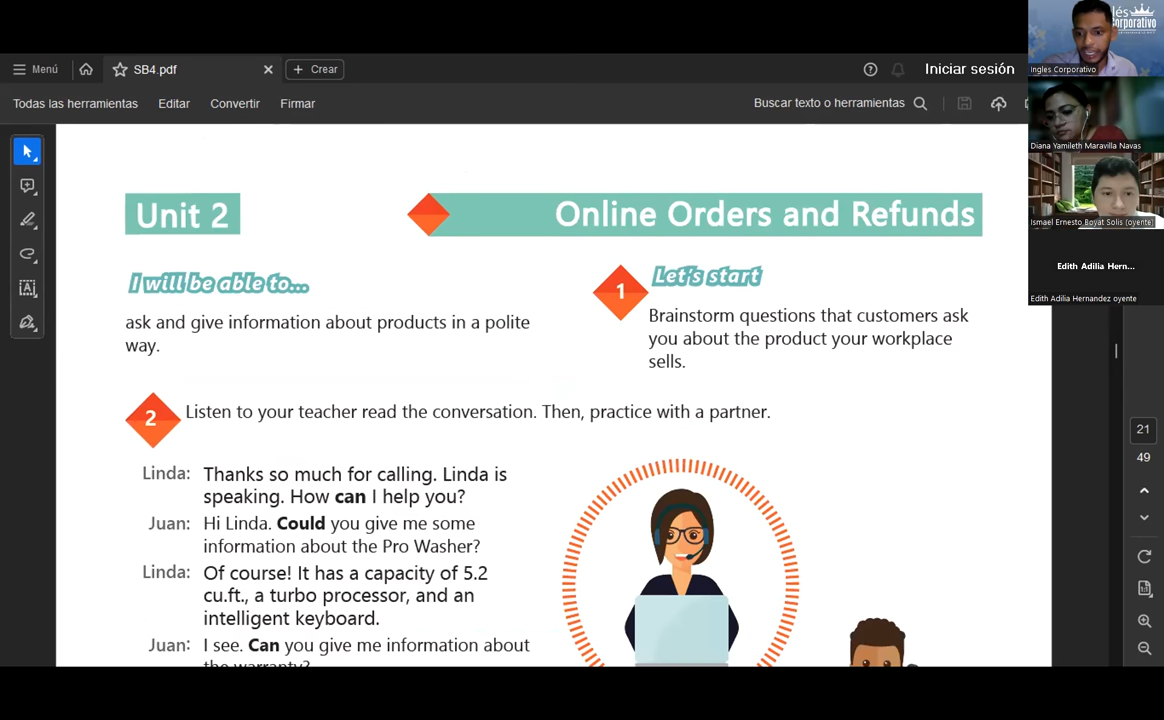 Menú
SB4.pdf
Crear
Iniciar sesión
Todas las herramientas
Editar
Convertir
Firmar
Buscar texto o herramientas
Unit 2
Online Orders and Refunds
I will be able to...
ask and give information about products in a polite
way.
1
Let's start
Brainstorm questions that customers ask
you about the product your workplace
sells.
2
Listen to your teacher read the conversation. Then, practice with a partner.
Linda: Thanks so much for calling. Linda is
speaking. How can I help you?
Juan: Hi Linda. Could you give me some
information about the Pro Washer?
Linda: Of course! It has a capacity of 5.2
cu.ft., a turbo processor, and an
intelligent keyboard.
Juan: I see. Can you give me information about
the warranty?
21
49
Ingles Corporativo
Diana Yamileth Maravilla Navas
Ismael Ernesto Boyat Solis (oyente)
Edith Adilia Hern...
Edith Adilia Hernandez oyente